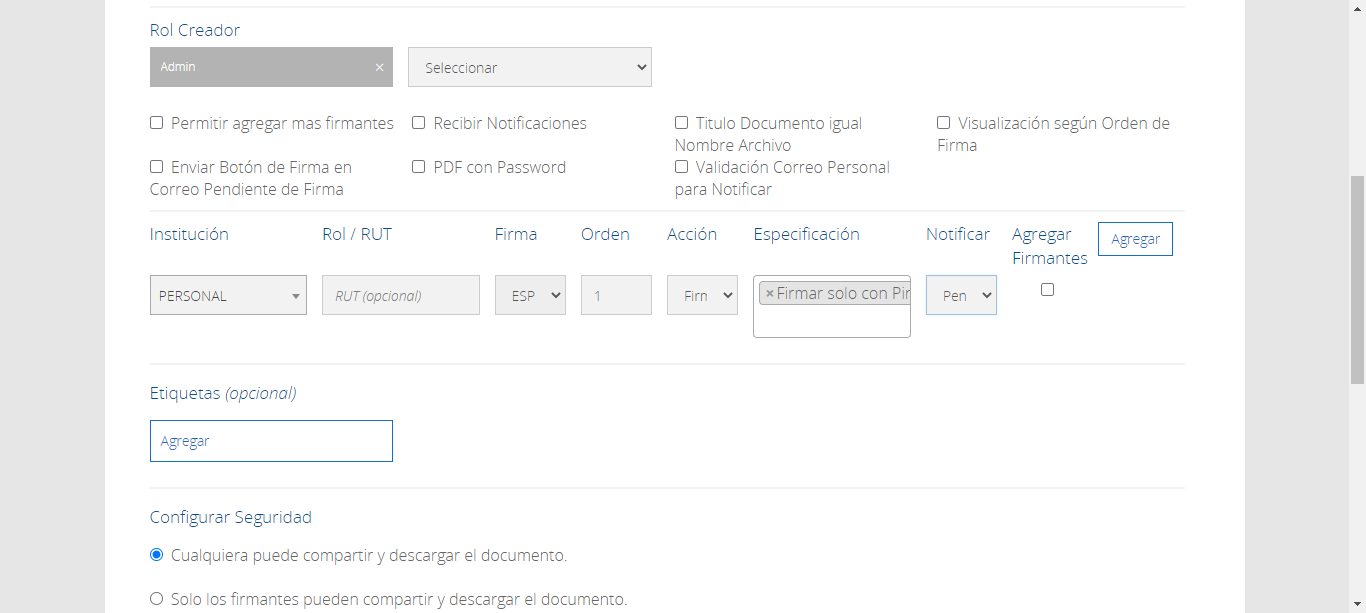 Rol Creador
Admin ×
Seleccionar
Permitir agregar mas firmantes
Recibir Notificaciones
Titulo Documento igual
Nombre Archivo
Visualización según Orden de
Firma
Enviar Botón de Firma en
Correo Pendiente de Firma
PDF con Password
Validación Correo Personal
para Notificar
Institución
Rol / RUT
Firma
Orden
Acción
Especificación
Notificar
Agregar
Firmantes
Agregar
PERSONAL
RUT (opcional)
ESP
1
Firn
× Firmar solo con Pin
Pen
Etiquetas (opcional)
Agregar
Configurar Seguridad
Cualquiera puede compartir y descargar el documento.
Solo los firmantes pueden compartir y descargar el documento.